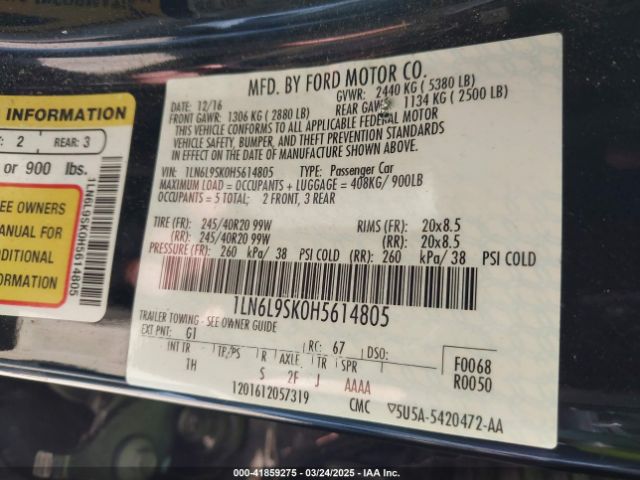 INFORMATION
2 REAR: 3
or 900 lbs.
EE OWNERS
MANUAL FOR
DDITIONAL
ORMATION
1LN6L9SK0H5614805
MFD. BY FORD MOTOR CO.
DATE: 12/16 GVWR: 2440 KG ( 5380 LB)
FRONT GAWR: 1306 KG ( 2880 LB) REAR GAWR: 1134 KG ( 2500 LB)
THIS VEHICLE CONFORMS TO ALL APPLICABLE FEDERAL MOTOR
VEHICLE SAFETY, BUMPER, AND THEFT PREVENTION STANDARDS
IN EFFECT ON THE DATE OF MANUFACTURE SHOWN ABOVE.
VIN: 1LN6L9SK0H5614805 TYPE: Passenger Car
MAXIMUM LOAD = OCCUPANTS + LUGGAGE = 408KG/ 900LB
OCCUPANTS = 5 TOTAL; 2 FRONT, 3 REAR
TIRE (FR): 245/40R20 99W RIMS (FR): 20x8.5
(RR): 245/40R20 99W (RR): 20x8.5
PRESSURE (FR): 260 kPa/ 38 PSI COLD (RR): 260 kPa/ 38 PSI COLD
1LN6L9SK0H5614805
TRAILER TOWING - SEE OWNER GUIDE
EXT PNT: G1 RC: 67 DSO: F0068
INT TR TP/PS R AXLE TR SPR R0050
TH S 2F J AAAA
1201612057319 CMC 5U5A-5420472-AA
000-41859275 - 03/24/2025 - IAA Inc.